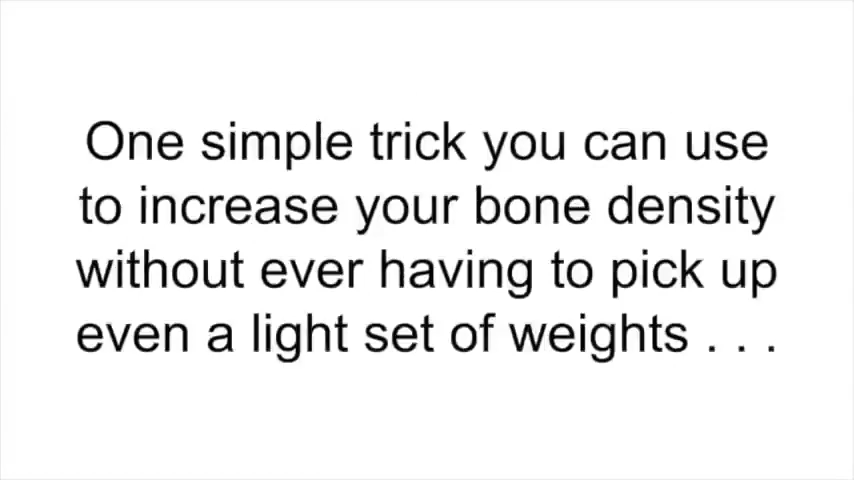 One simple trick you can use
to increase your bone density
without ever having to pick up
even a light set of weights . . .